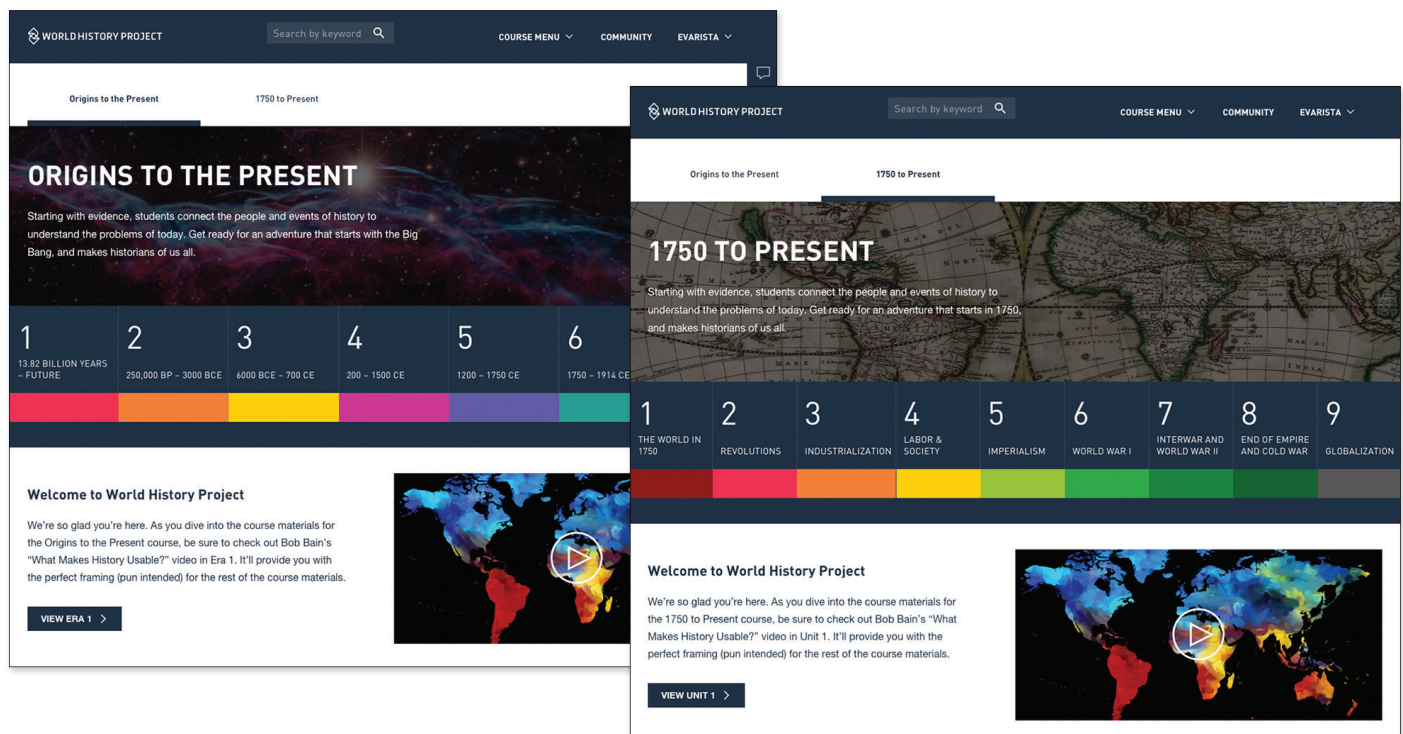 WORLD HISTORY PROJECT
Search by keyword
COURSE MENU
COMMUNITY
EVARISTA
Origins to the Present
1750 to Present
ORIGINS TO THE PRESENT
Starting with evidence, students connect the people and events of history to
understand the problems of today. Get ready for an adventure that starts with the Big
Bang, and makes historians of us all.
1
13.82 BILLION YEARS
– FUTURE
2
250,000 BP – 3000 BCE
3
6000 BCE – 700 CE
4
200 – 1500 CE
5
1200 – 1750 CE
6
1750 – 1914 CE
Welcome to World History Project
We're so glad you're here. As you dive into the course materials for
the Origins to the Present course, be sure to check out Bob Bain's
“What Makes History Usable?” video in Era 1. It'll provide you with
the perfect framing (pun intended) for the rest of the course materials.
VIEW ERA 1
WORLD HISTORY PROJECT
Search by keyword
COURSE MENU
COMMUNITY
EVARISTA
Origins to the Present
1750 to Present
1750 TO PRESENT
Starting with evidence, students connect the people and events of history to
understand the problems of today. Get ready for an adventure that starts in 1750,
and makes historians of us all.
1
THE WORLD IN
1750
2
REVOLUTIONS
3
INDUSTRIALIZATION
4
LABOR &
SOCIETY
5
IMPERIALISM
6
WORLD WAR I
7
INTERWAR AND
WORLD WAR II
8
END OF EMPIRE
AND COLD WAR
9
GLOBALIZATION
Welcome to World History Project
We're so glad you're here. As you dive into the course materials for
the 1750 to Present course, be sure to check out Bob Bain's “What
Makes History Usable?” video in Unit 1. It'll provide you with the
perfect framing (pun intended) for the rest of the course materials.
VIEW UNIT 1